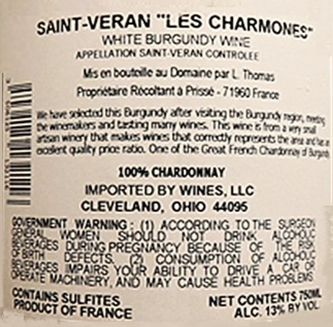 SAINT-VERAN "LES CHARMONES"
WHITE BURGUNDY WINE
APPELLATION SAINT-VERAN CONTROLEE
Mis en bouteille au Domaine par L. Thomas
Propriétaire Récoltant à Prissé - 71960 France
We have selected this Burgundy after visiting the Burgundy region, meeting
the winemakers and tasting many wines. This wine is from a very small
artisan winery that makes wines that correctly represents the area and has an
excellent quality price ratio. One of the Great French Chardonnay of Burgundy
100% CHARDONNAY
IMPORTED BY WINES, LLC
CLEVELAND, OHIO 44095
GOVERNMENT WARNING : (1) ACCORDING TO THE SURGEON
GENERAL WOMEN SHOULD NOT DRINK ALCOHOLIC
BEVERAGES DURING PREGNANCY BECAUSE OF THE RISK
OF BIRTH DEFECTS. (2) CONSUMPTION OF ALCOHOLIC
BEVERAGES IMPAIRS YOUR ABILITY TO DRIVE A CAR OR
OPERATE MACHINERY, AND MAY CAUSE HEALTH PROBLEMS
CONTAINS SULFITES
PRODUCT OF FRANCE
NET CONTENTS 750ML
ALC. 13% BY VOL.